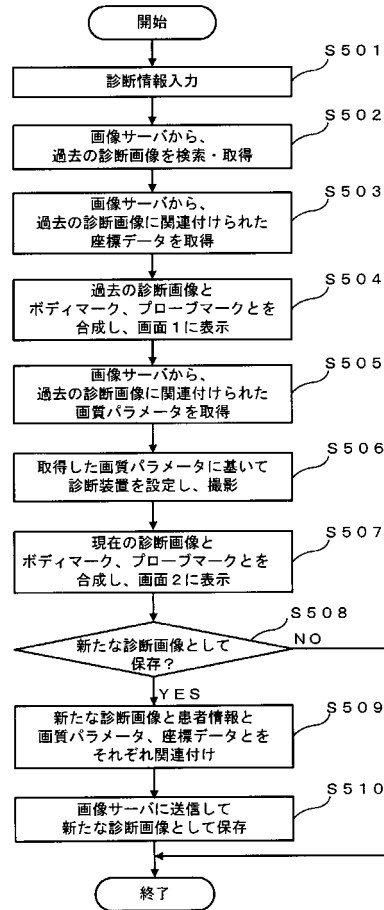 開始
S501
診断情報入力
S502
画像サーバから、
過去の診断画像を検索・取得
S503
画像サーバから、
過去の診断画像に関連付けられた
座標データを取得
S504
過去の診断画像と
ボディマーク、プローブマークとを
合成し、画面1に表示
S505
画像サーバから、
過去の診断画像に関連付けられた
画質パラメータを取得
S506
取得した画質パラメータに基いて
診断装置を設定し、撮影
S507
現在の診断画像と
ボディマーク、プローブマークとを
合成し、画面2に表示
S508
新たな診断画像として
保存？
NO
YES
S509
新たな診断画像と患者情報と
画質パラメータ、座標データとを
それぞれ関連付け
S510
画像サーバに送信して
新たな診断画像として保存
終了